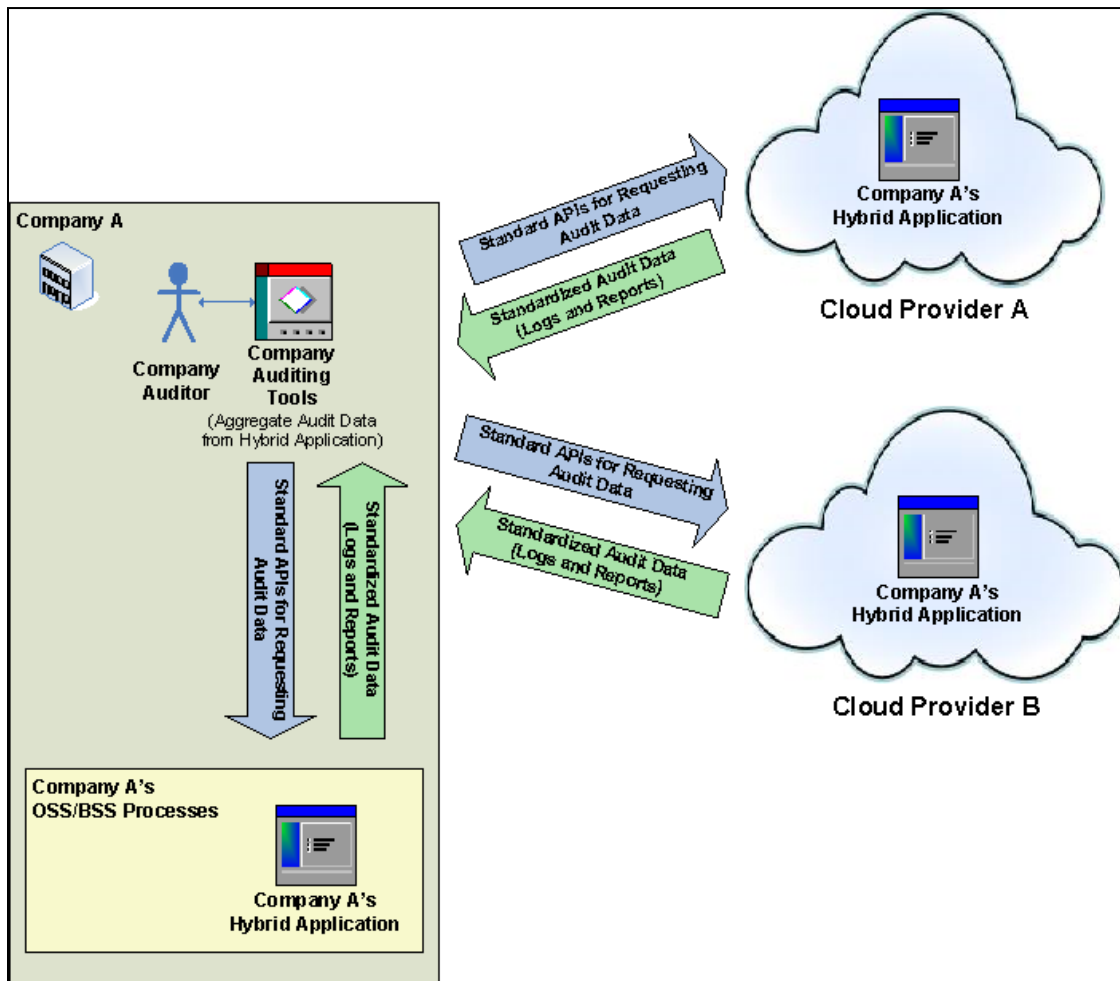 Company A
Company
Auditor
Company
Auditing
Tools
(Aggregate Audit Data
from Hybrid Application)
Standard APIs for Requesting
Audit Data
Standardized Audit Data
(Logs and Reports)
Company A's
OSS/BSS Processes
Company A's
Hybrid Application
Standard APIs for Requesting
Audit Data
Standardized Audit Data
(Logs and Reports)
Company A's
Hybrid Application
Cloud Provider A
Standard APIs for Requesting
Audit Data
Standardized Audit Data
(Logs and Reports)
Company A's
Hybrid Application
Cloud Provider B